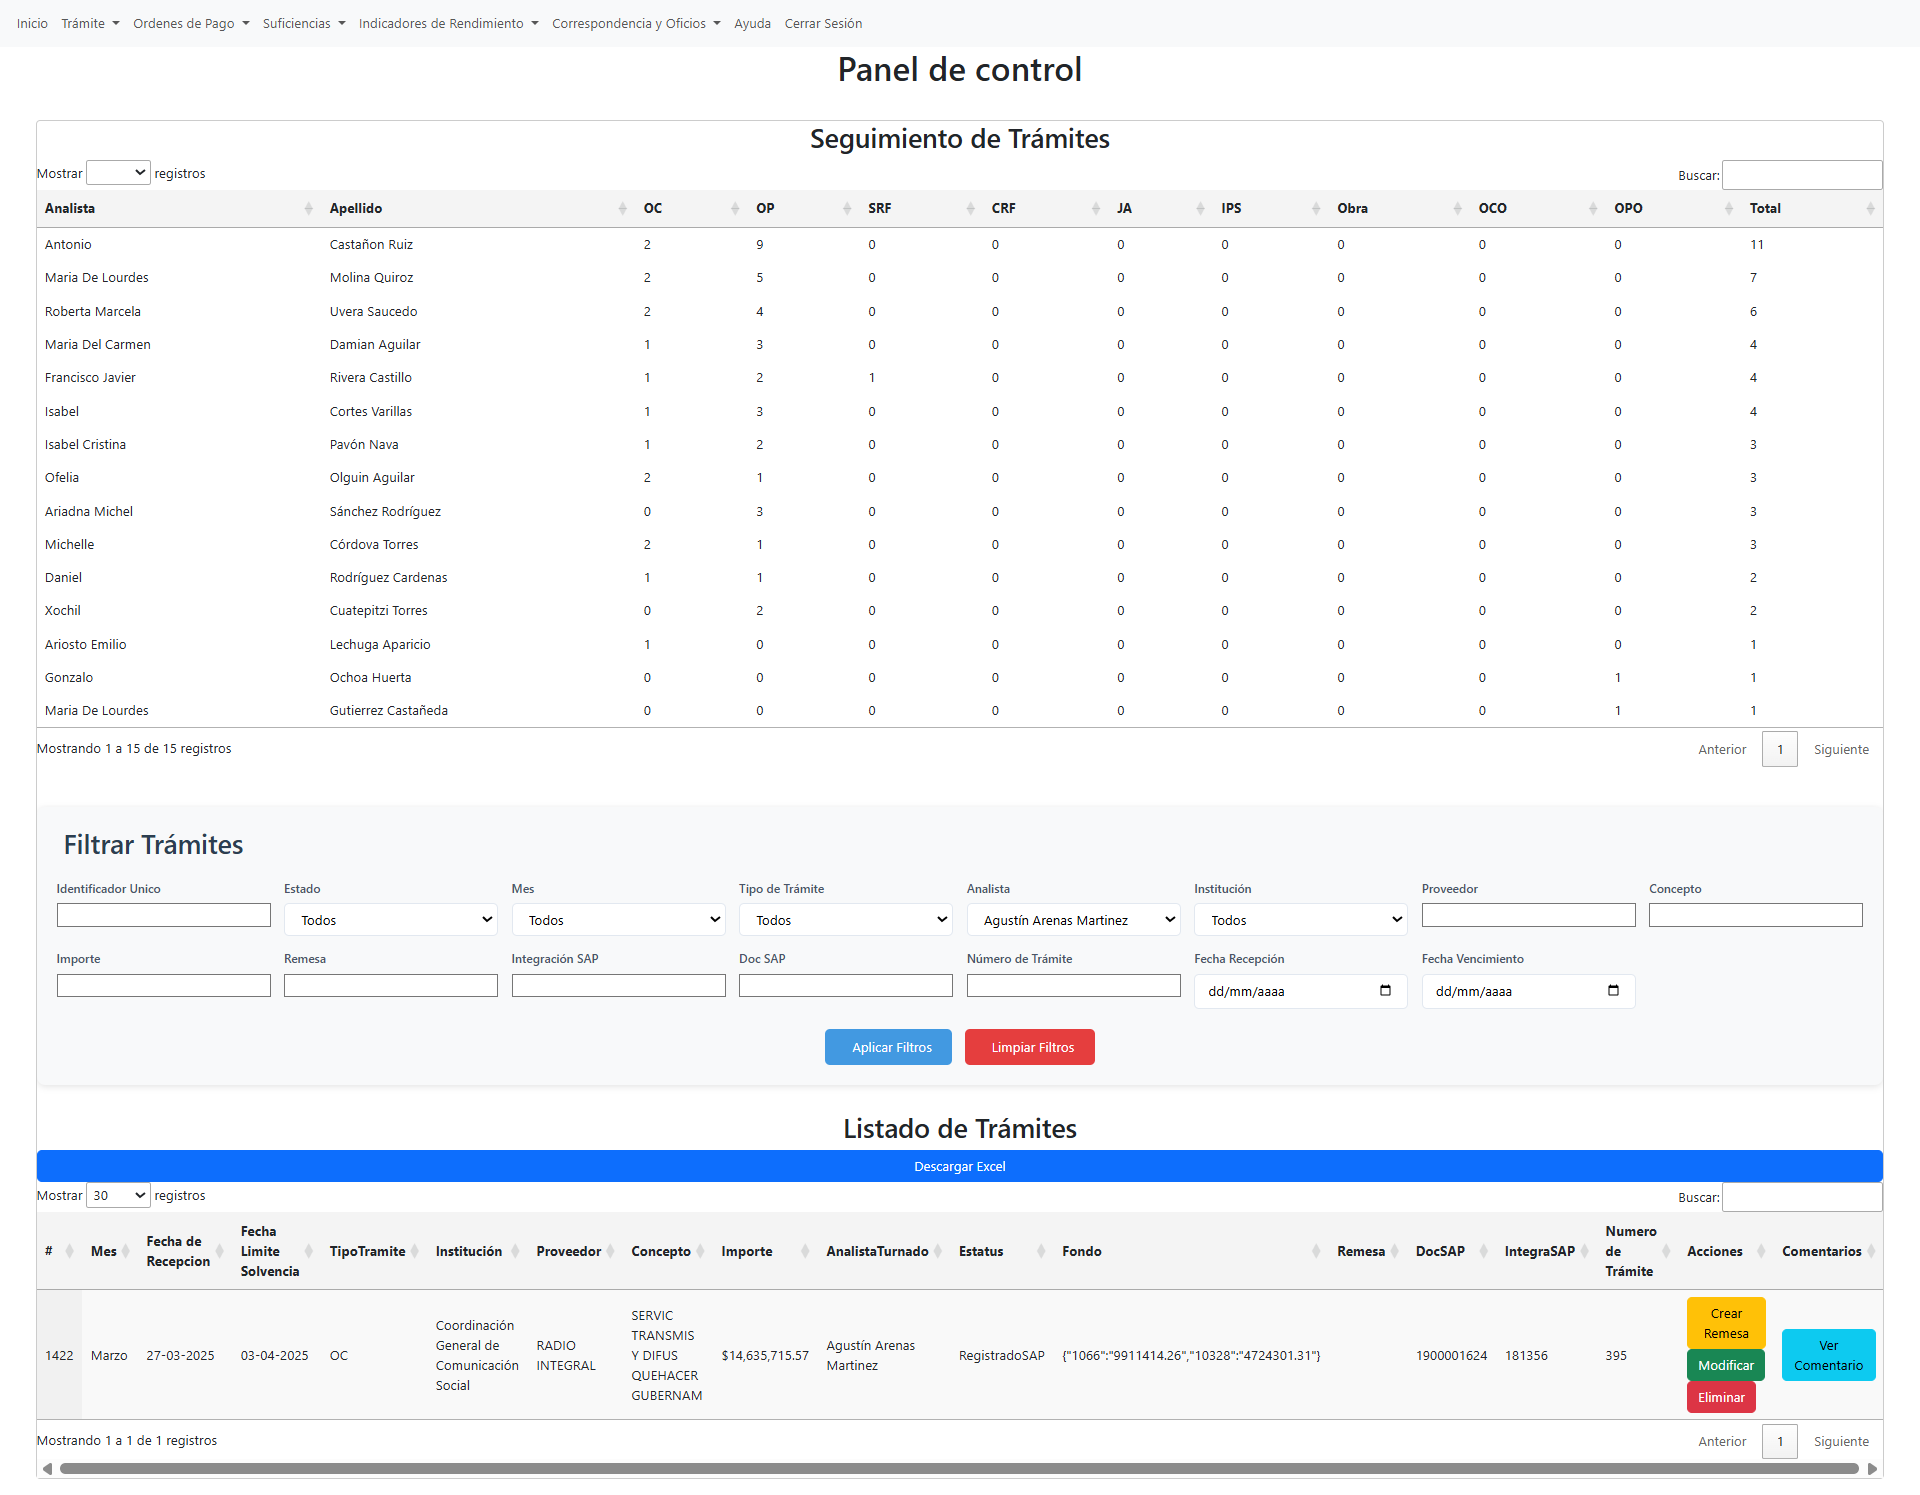 Inicio Trámite Ordenes de Pago Suficiencias Indicadores de Rendimiento Correspondencia y Oficios Ayuda Cerrar Sesión
Panel de control
Seguimiento de Trámites
Mostrar registros Buscar:
Analista Apellido OC OP SRF CRF JA IPS Obra OCO OPO Total
Antonio Castañon Ruiz 2 9 0 0 0 0 0 0 0 11
Maria De Lourdes Molina Quiroz 2 5 0 0 0 0 0 0 0 7
Roberta Marcela Uvera Saucedo 2 4 0 0 0 0 0 0 0 6
Maria Del Carmen Damian Aguilar 1 3 0 0 0 0 0 0 0 4
Francisco Javier Rivera Castillo 1 2 1 0 0 0 0 0 0 4
Isabel Cortes Varillas 1 3 0 0 0 0 0 0 0 4
Isabel Cristina Pavón Nava 1 2 0 0 0 0 0 0 0 3
Ofelia Olguin Aguilar 2 1 0 0 0 0 0 0 0 3
Ariadna Michel Sánchez Rodríguez 0 3 0 0 0 0 0 0 0 3
Michelle Córdova Torres 2 1 0 0 0 0 0 0 0 3
Daniel Rodríguez Cardenas 1 1 0 0 0 0 0 0 0 2
Xochil Cuatepitzi Torres 0 2 0 0 0 0 0 0 0 2
Ariosto Emilio Lechuga Aparicio 1 0 0 0 0 0 0 0 0 1
Gonzalo Ochoa Huerta 0 0 0 0 0 0 0 0 1 1
Maria De Lourdes Gutierrez Castañeda 0 0 0 0 0 0 0 0 1 1
Mostrando 1 a 15 de 15 registros Anterior 1 Siguiente
Filtrar Trámites
Identificador Unico Estado Mes Tipo de Trámite Analista Institución Proveedor Concepto
Todos Todos Todos Agustín Arenas Martinez Todos
Importe Remesa Integración SAP Doc SAP Número de Trámite Fecha Recepción Fecha Vencimiento
dd/mm/aaaa dd/mm/aaaa
Aplicar Filtros Limpiar Filtros
Listado de Trámites
Descargar Excel
Mostrar 30 registros Buscar:
# Mes Fecha de Recepcion Fecha Limite Solvencia TipoTramite Institución Proveedor Concepto Importe AnalistaTurnado Estatus Fondo Remesa DocSAP IntegraSAP Numero de Trámite Acciones Comentarios
1422 Marzo 27-03-2025 03-04-2025 OC Coordinación General de Comunicación Social RADIO INTEGRAL SERVIC TRANSMIS Y DIFUS QUEHACER GUBERNAM $14,635,715.57 Agustín Arenas Martinez RegistradoSAP {"1066":"9911414.26","10328":"4724301.31"} 1900001624 181356 395 Crear Remesa Modificar Eliminar Ver Comentario
Mostrando 1 a 1 de 1 registros Anterior 1 Siguiente